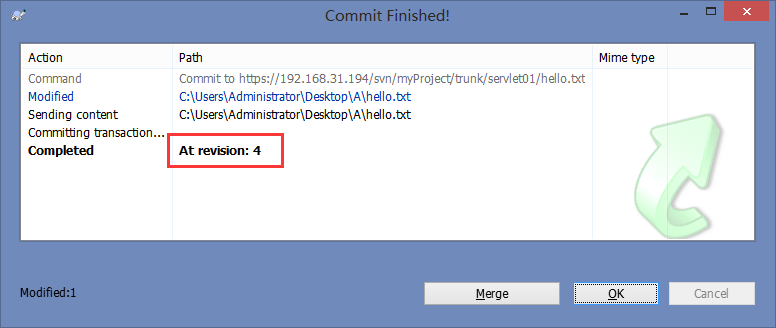 Commit Finished!
Action Path Mime type
Command Commit to https://192.168.31.194/svn/myProject/trunk/servlet01/hello.txt
Modified C:\Users\Administrator\Desktop\A\hello.txt
Sending content C:\Users\Administrator\Desktop\A\hello.txt
Committing transaction...
Completed At revision: 4
Modified:1
Merge OK Cancel